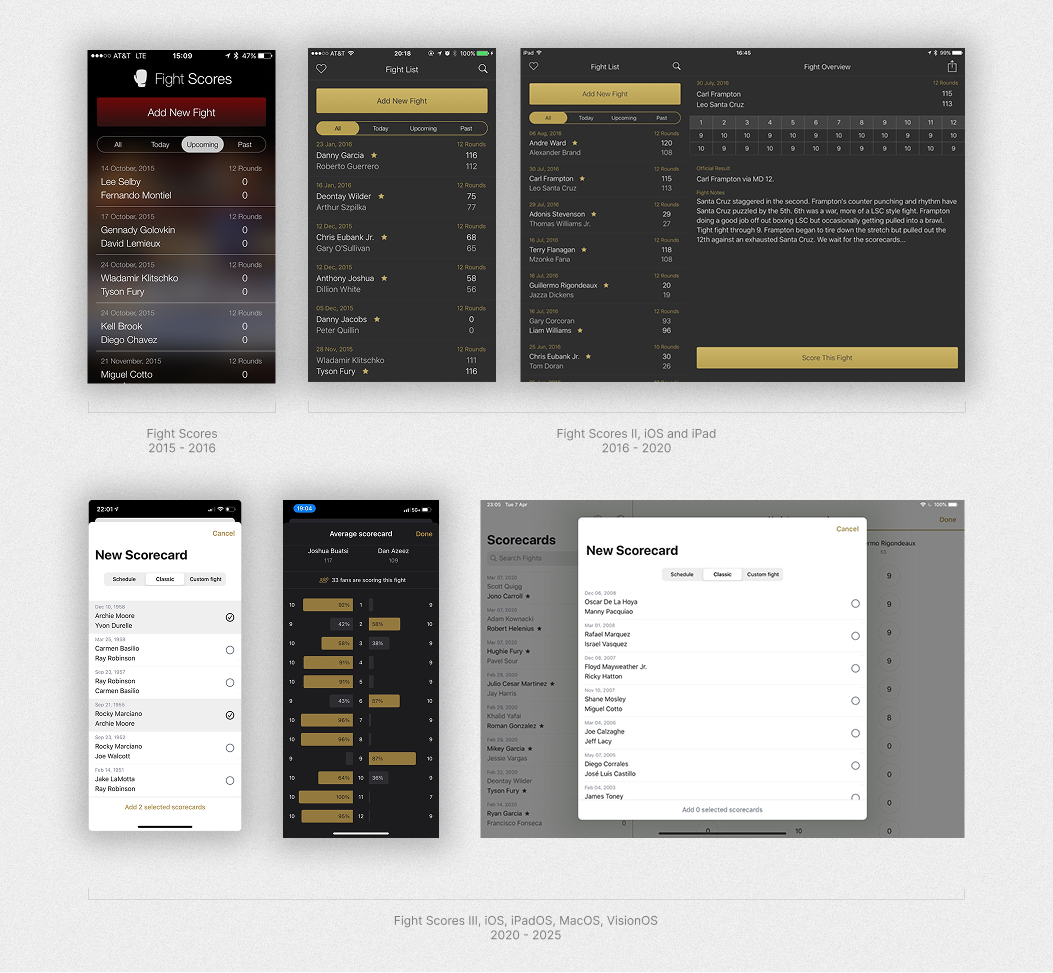 ●●●○○ AT&T LTE 15:09 47%
Fight Scores
Add New Fight
All Today Upcoming Past
14 October, 2015 12 Rounds
Lee Selby 0
Fernando Montiel 0
17 October, 2015 12 Rounds
Gennady Golovkin 0
David Lemieux 0
24 October, 2015 12 Rounds
Wladamir Klitschko 0
Tyson Fury 0
24 October, 2015 12 Rounds
Kell Brook 0
Diego Chavez 0
21 November, 2015 12 Rounds
Miguel Cotto 0
●●●○○ AT&T 20:18 100%
Fight List
Add New Fight
All Today Upcoming Past
23 Jan, 2016 12 Rounds
Danny Garcia ★ 116
Roberto Guerrero 112
16 Jan, 2016 12 Rounds
Deontay Wilder ★ 75
Arthur Szpilka 77
12 Dec, 2015 12 Rounds
Chris Eubank Jr. ★ 68
Gary O'Sullivan 65
12 Dec, 2015 12 Rounds
Anthony Joshua ★ 58
Dillion White 56
05 Dec, 2015 12 Rounds
Danny Jacobs ★ 0
Peter Quillin 0
28 Nov, 2015 12 Rounds
Wladamir Klitschko 111
Tyson Fury ★ 116
iPad 16:45 99%
Fight List
Add New Fight
All Today Upcoming Past
06 Aug, 2016 12 Rounds
Andre Ward ★ 120
Alexander Brand 108
30 Jul, 2016 12 Rounds
Carl Frampton ★ 115
Leo Santa Cruz 113
29 Jul, 2016 12 Rounds
Adonis Stevenson ★ 29
Thomas Williams Jr. 27
16 Jul, 2016 12 Rounds
Terry Flanagan ★ 118
Mzonke Fana 108
16 Jul, 2016 12 Rounds
Guillermo Rigondeaux ★ 20
Jazza Dickens 19
16 Jul, 2016 12 Rounds
Gary Corcoran 93
Liam Williams ★ 96
25 Jun, 2016 10 Rounds
Chris Eubank Jr. ★ 30
Tom Doran 26
Fight Overview
30 July, 2016 12 Rounds
Carl Frampton 115
Leo Santa Cruz 113
1 2 3 4 5 6 7 8 9 10 11 12
9 10 10 10 10 9 10 9 9 9 10 10
10 9 9 9 9 10 9 10 10 10 9 9
Official Result
Carl Frampton via MD 12.
Fight Notes
Santa Cruz staggered in the second. Frampton's counter punching and rhythm have
Santa Cruz puzzled by the 5th. 6th was a war, more of a LSC style fight. Frampton
doing a good job off out boxing LSC but occasionally getting pulled into a brawl.
Tight fight through 9. Frampton began to tire down the stretch but pulled out the
12th against an exhausted Santa Cruz. We wait for the scorecards...
Score This Fight
Fight Scores
2015 - 2016
Fight Scores II, iOS and iPad
2016 - 2020
22:01
Cancel
New Scorecard
Schedule Classic Custom fight
Dec 10, 1958
Archie Moore
Yvon Durelle
Mar 25, 1958
Carmen Basilio
Ray Robinson
Sep 23, 1957
Ray Robinson
Carmen Basilio
Sep 21, 1955
Rocky Marciano
Archie Moore
Sep 23, 1952
Rocky Marciano
Joe Walcott
Feb 14, 1951
Jake LaMotta
Ray Robinson
Add 2 selected scorecards
19:04 5G+
Average scorecard Done
Joshua Buatsi Dan Azeez
117 109
33 fans are scoring this fight
10 92% 1 9
9 42% 2 58% 10
10 58% 3 38% 9
10 91% 4 9
10 91% 5 9
9 43% 6 57% 10
10 96% 7 9
10 96% 8 9
9 9 87% 10
10 64% 10 36% 9
10 100% 11 7
10 95% 12 9
23:05 Tue 7 Apr 100%
Scorecards
Search Fights
Mar 07, 2020
Scott Quigg
Jono Carroll ★
Mar 07, 2020
Adam Kownacki
Robert Helenius ★
Mar 07, 2020
Hughie Fury ★
Pavel Sour
Feb 29, 2020
Julio Cesar Martinez ★
Jay Harris
Feb 29, 2020
Khalid Yafai
Roman Gonzalez ★
Feb 29, 2020
Mikey Garcia ★
Jessie Vargas
Feb 22, 2020
Deontay Wilder
Tyson Fury ★
Feb 14, 2020
Ryan Garcia ★
Francisco Fonseca 0
Cancel
New Scorecard
Schedule Classic Custom fight
Dec 06, 2008
Oscar De La Hoya
Manny Pacquiao
Mar 01, 2008
Rafael Marquez
Israel Vasquez
Dec 08, 2007
Floyd Mayweather Jr.
Ricky Hatton
Nov 10, 2007
Shane Mosley
Miguel Cotto
Mar 04, 2006
Joe Calzaghe
Jeff Lacy
May 07, 2005
Diego Corrales
José Luis Castillo
Feb 04, 2003
James Toney
Add 0 selected scorecards
Done
Rigondeaux
9
9
9
9
9
8
0
0
0
0 10 0
Fight Scores III, iOS, iPadOS, MacOS, VisionOS
2020 - 2025